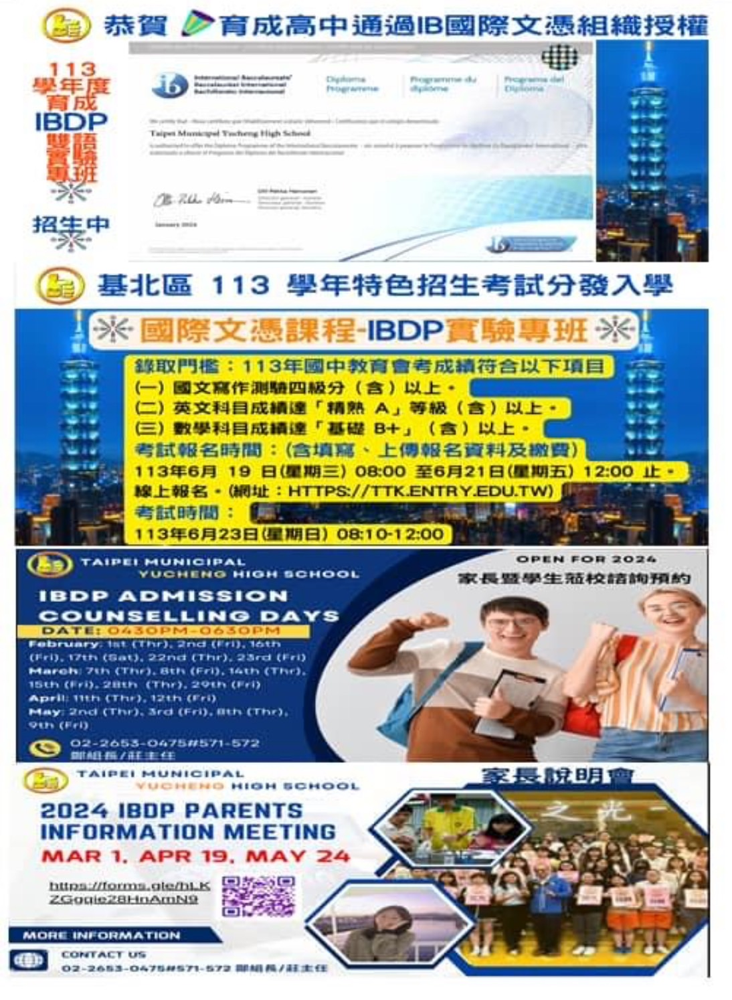 恭賀 育成高中通過IB國際文憑組織授權
113
學年度
育成
IBDP
雙語
實驗
專班
招生中
International Baccalaureate
Baccalauréat International
Bachillerato Internacional
Diploma
Programme
Programme du
diplôme
Programa del
Diploma
Taipei Municipal Yucheng High School
January 2024
基北區 113 學年特色招生考試分發入學
國際文憑課程-IBDP實驗專班
錄取門檻：113年國中教育會考成績符合以下項目
(一) 國文寫作測驗四級分（含）以上。
(二) 英文科目成績達「精熟 A」等級（含）以上。
(三) 數學科目成績達「基礎 B+」（含）以上。
考試報名時間：(含填寫、上傳報名資料及繳費)
113年6月 19 日(星期三) 08:00 至6月21日(星期五) 12:00 止。
線上報名。(網址：HTTPS://TTK.ENTRY.EDU.TW)
考試時間：
113年6月23日(星期日) 08:10-12:00
TAIPEI MUNICIPAL
YUCHENG HIGH SCHOOL
OPEN FOR 2024
家長暨學生蒞校諮詢預約
IBDP ADMISSION
COUNSELLING DAYS
DATE: 0430PM-0630PM
February: 1st (Thr), 2nd (Fri), 16th
(Fri), 17th (Sat), 22nd (Thr), 23rd (Fri)
March: 7th (Thr), 8th (Fri), 14th (Thr),
15th (Fri), 28th (Thr), 29th (Fri)
April: 11th (Thr), 12th (Fri)
May: 2nd (Thr), 3rd (Fri), 8th (Thr),
9th (Fri)
02-2653-0475#571-572
鄭組長/莊主任
TAIPEI MUNICIPAL
YUCHENG HIGH SCHOOL
家長說明會
2024 IBDP PARENTS
INFORMATION MEETING
MAR 1, APR 19, MAY 24
https://forms.gle/hLK
ZGgqie28HnAmN9
之光
MORE INFORMATION
CONTACT US
02-2653-0475#571-572 鄭組長/莊主任